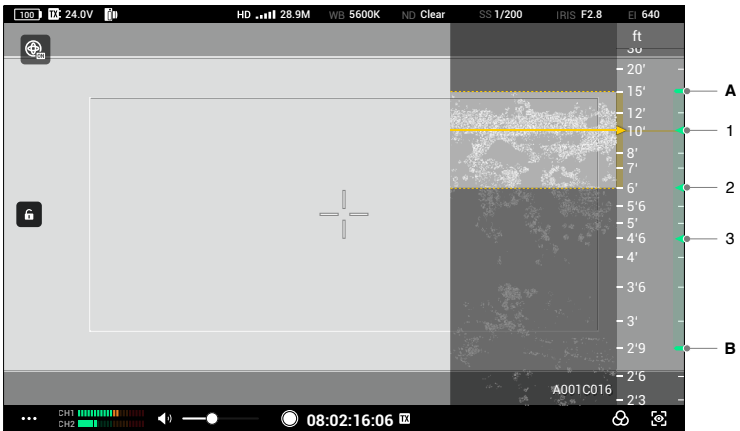 100 TX 24.0V HD 28.9M WB 5600K ND Clear SS 1/200 IRIS F2.8 EI 640
ft
30'
20'
15' A
12'
10' 1
8'
7'
6' 2
5'6
5'
4'6 3
4'
3'6
3'
2'9 B
2'6
A001C016
2'3
CH1
CH2
08:02:16:06 TX